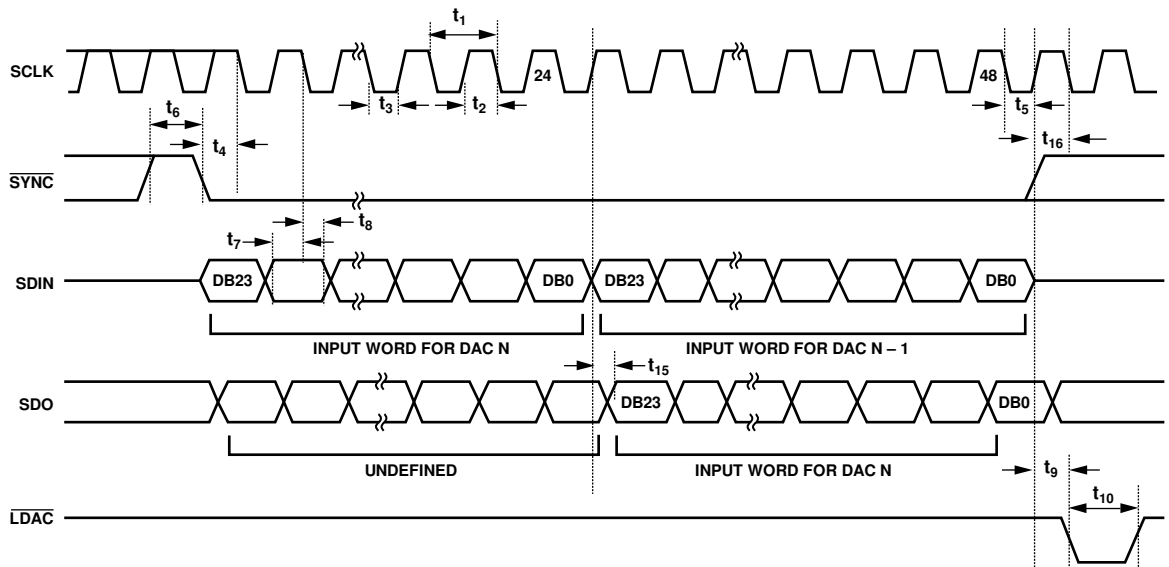 t1
SCLK
24
48
t3
t2
t5
t6
t4
t16
SYNC
t7
t8
SDIN
DB23
DB0
DB23
DB0
INPUT WORD FOR DAC N
INPUT WORD FOR DAC N – 1
t15
SDO
DB23
DB0
UNDEFINED
INPUT WORD FOR DAC N
t9
t10
LDAC